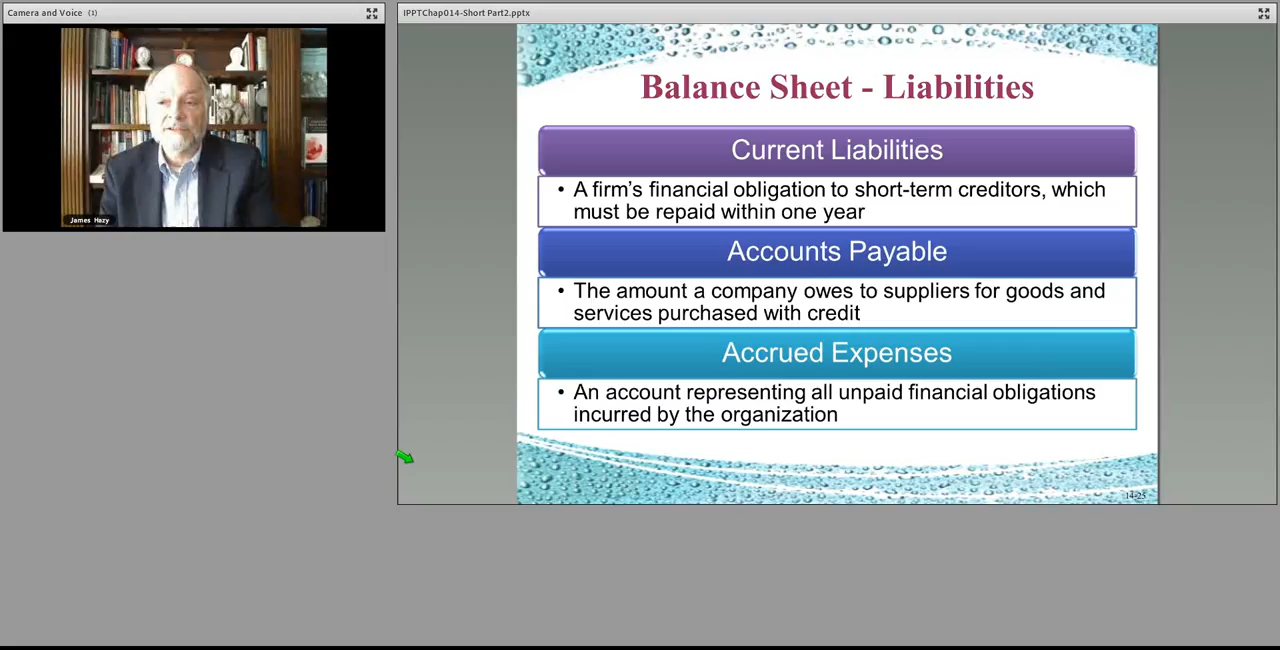 Camera and Voice (1)
James Hazy
IPPTChap014-Short Part2.pptx
Balance Sheet - Liabilities
Current Liabilities
• A firm's financial obligation to short-term creditors, which
must be repaid within one year
Accounts Payable
• The amount a company owes to suppliers for goods and
services purchased with credit
Accrued Expenses
• An account representing all unpaid financial obligations
incurred by the organization
14-25